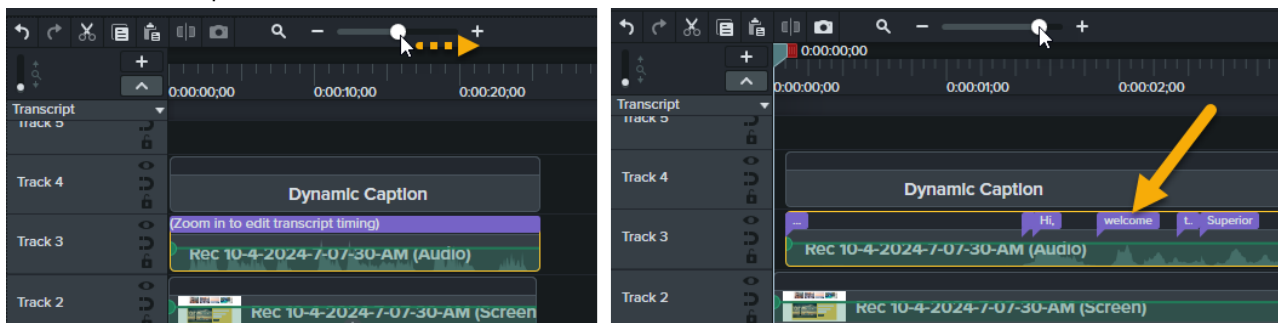 0:00:00;00 0:00:10;00 0:00:20;00
Transcript
Track 5
Track 4
Dynamic Caption
(Zoom in to edit transcript timing)
Track 3
Rec 10-4-2024-7-07-30-AM (Audio)
Track 2
Rec 10-4-2024-7-07-30-AM (Screen
0:00:00;00
0:00:00;00 0:00:01;00 0:00:02;00
Transcript
Track 5
Track 4
Dynamic Caption
... Hi, welcome t.. Superior
Track 3
Rec 10-4-2024-7-07-30-AM (Audio)
Track 2
Rec 10-4-2024-7-07-30-AM (Screen)